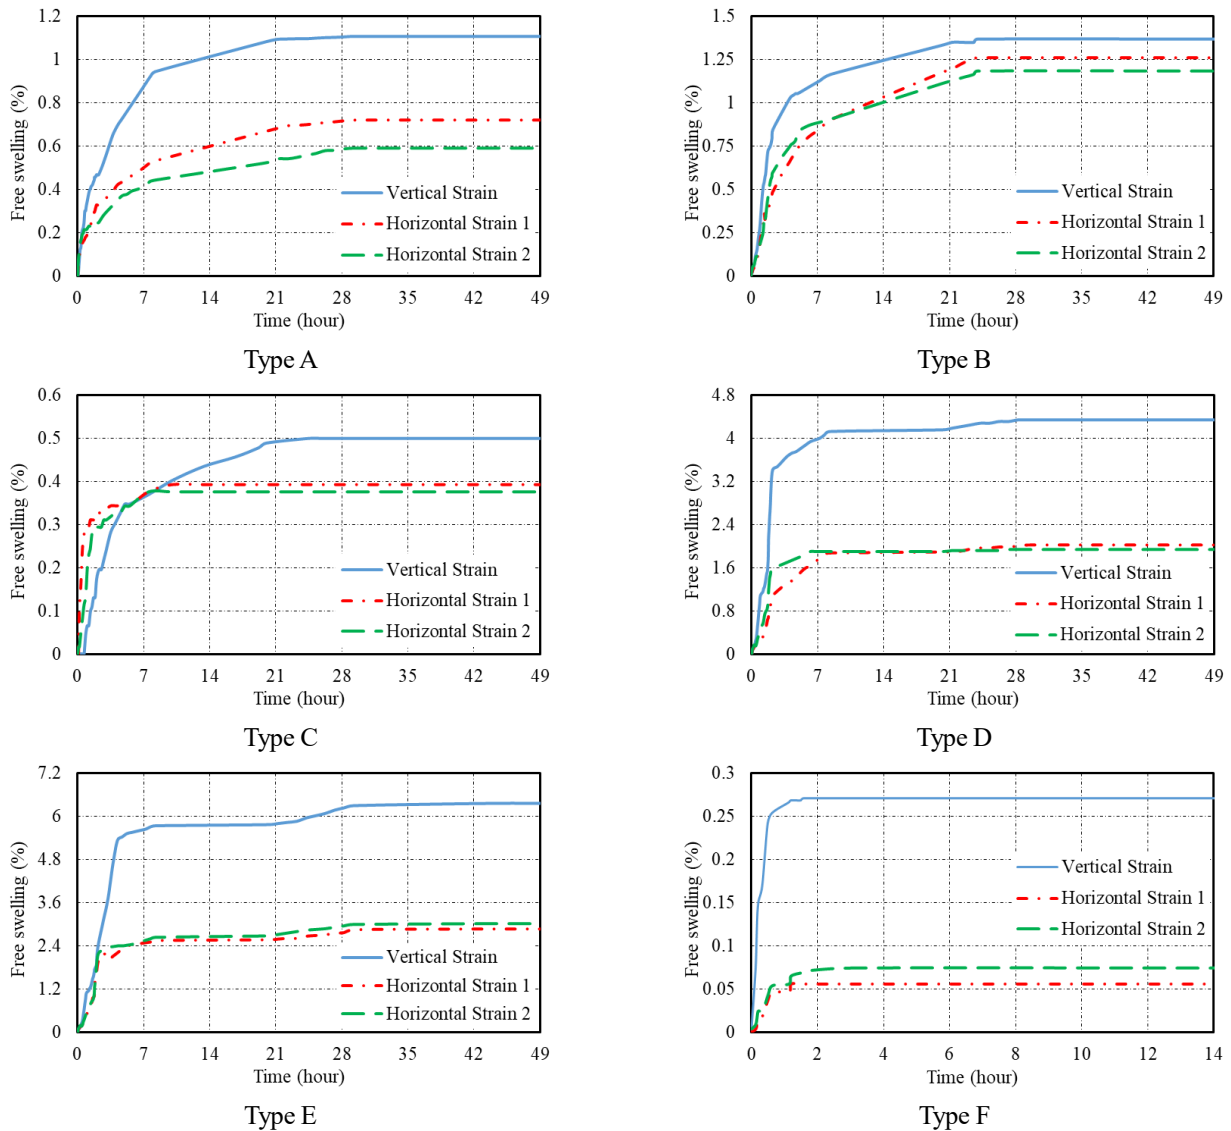 Free swelling (%)
1.2
1
0.8
0.6
0.4
0.2
0
Vertical Strain
Horizontal Strain 1
Horizontal Strain 2
0 7 14 21 28 35 42 49
Time (hour)
Type A
Free swelling (%)
1.5
1.25
1
0.75
0.5
0.25
0
Vertical Strain
Horizontal Strain 1
Horizontal Strain 2
0 7 14 21 28 35 42 49
Time (hour)
Type B
Free swelling (%)
0.6
0.5
0.4
0.3
0.2
0.1
0
Vertical Strain
Horizontal Strain 1
Horizontal Strain 2
0 7 14 21 28 35 42 49
Time (hour)
Type C
Free swelling (%)
4.8
4
3.2
2.4
1.6
0.8
0
Vertical Strain
Horizontal Strain 1
Horizontal Strain 2
0 7 14 21 28 35 42 49
Time (hour)
Type D
Free swelling (%)
7.2
6
4.8
3.6
2.4
1.2
0
Vertical Strain
Horizontal Strain 1
Horizontal Strain 2
0 7 14 21 28 35 42 49
Time (hour)
Type E
Free swelling (%)
0.3
0.25
0.2
0.15
0.1
0.05
0
Vertical Strain
Horizontal Strain 1
Horizontal Strain 2
0 2 4 6 8 10 12 14
Time (hour)
Type F